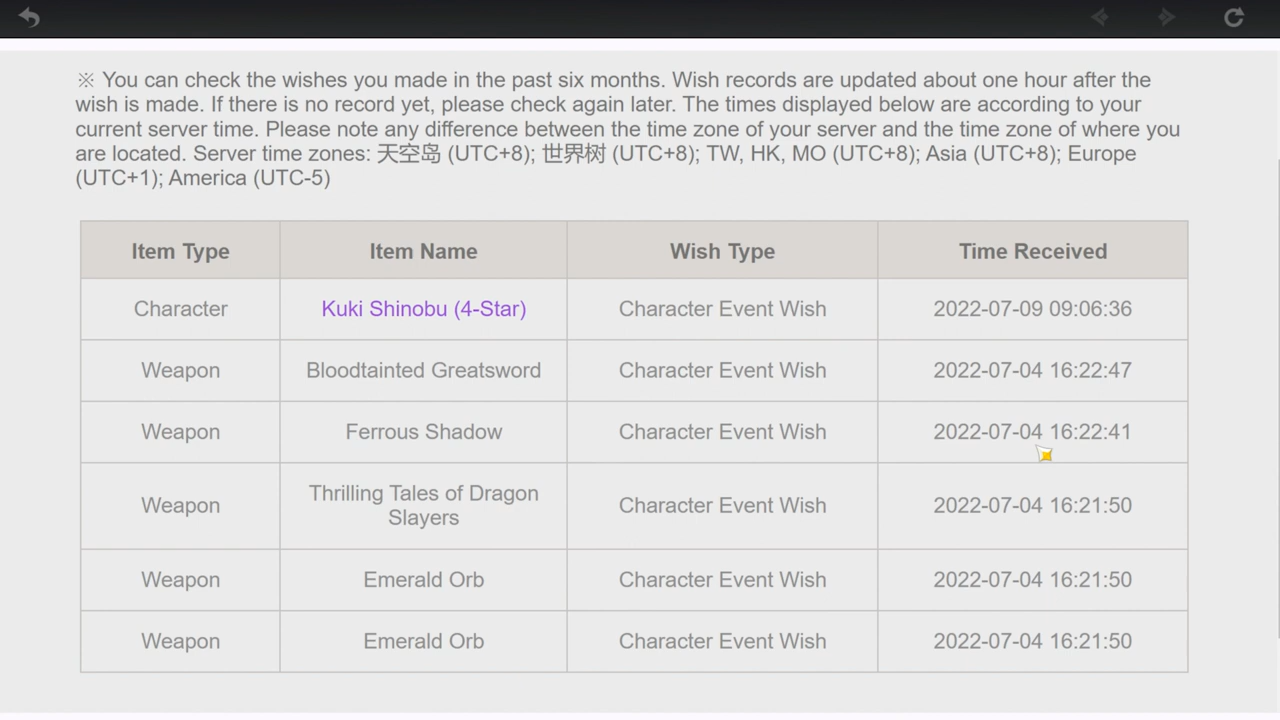 ※ You can check the wishes you made in the past six months. Wish records are updated about one hour after the
wish is made. If there is no record yet, please check again later. The times displayed below are according to your
current server time. Please note any difference between the time zone of your server and the time zone of where you
are located. Server time zones: 天空岛 (UTC+8); 世界树 (UTC+8); TW, HK, MO (UTC+8); Asia (UTC+8); Europe
(UTC+1); America (UTC-5)
Item Type Item Name Wish Type Time Received
Character Kuki Shinobu (4-Star) Character Event Wish 2022-07-09 09:06:36
Weapon Bloodtainted Greatsword Character Event Wish 2022-07-04 16:22:47
Weapon Ferrous Shadow Character Event Wish 2022-07-04 16:22:41
Weapon Thrilling Tales of Dragon
Slayers Character Event Wish 2022-07-04 16:21:50
Weapon Emerald Orb Character Event Wish 2022-07-04 16:21:50
Weapon Emerald Orb Character Event Wish 2022-07-04 16:21:50